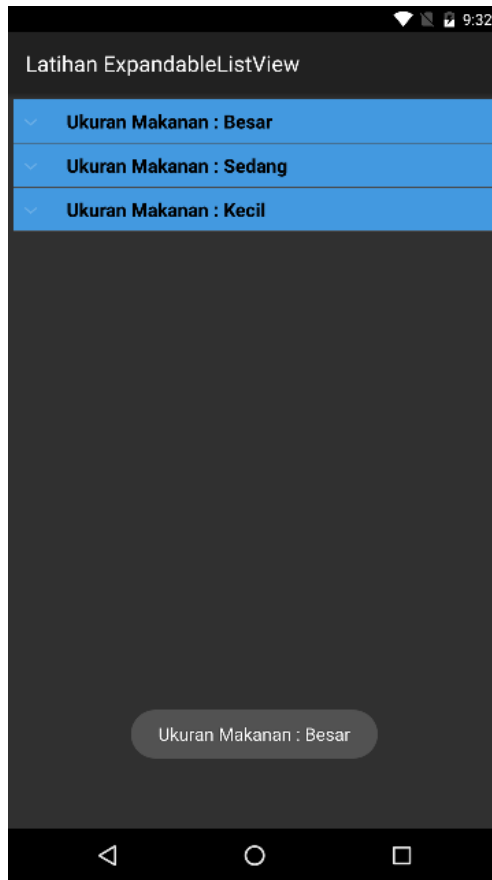 9:32
Latihan ExpandableListView
Ukuran Makanan : Besar
Ukuran Makanan : Sedang
Ukuran Makanan : Kecil
Ukuran Makanan : Besar